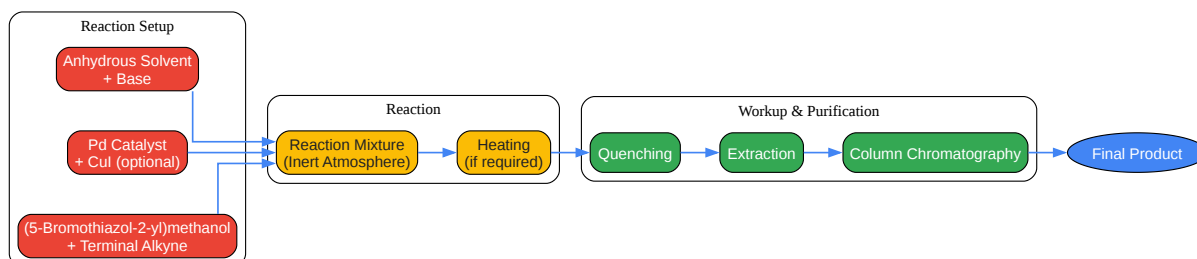 Reaction Setup
Anhydrous Solvent
+ Base
Pd Catalyst
+ CuI (optional)
(5-Bromothiazol-2-yl)methanol
+ Terminal Alkyne
Reaction
Reaction Mixture
(Inert Atmosphere)
Heating
(if required)
Workup & Purification
Quenching
Extraction
Column Chromatography
Final Product